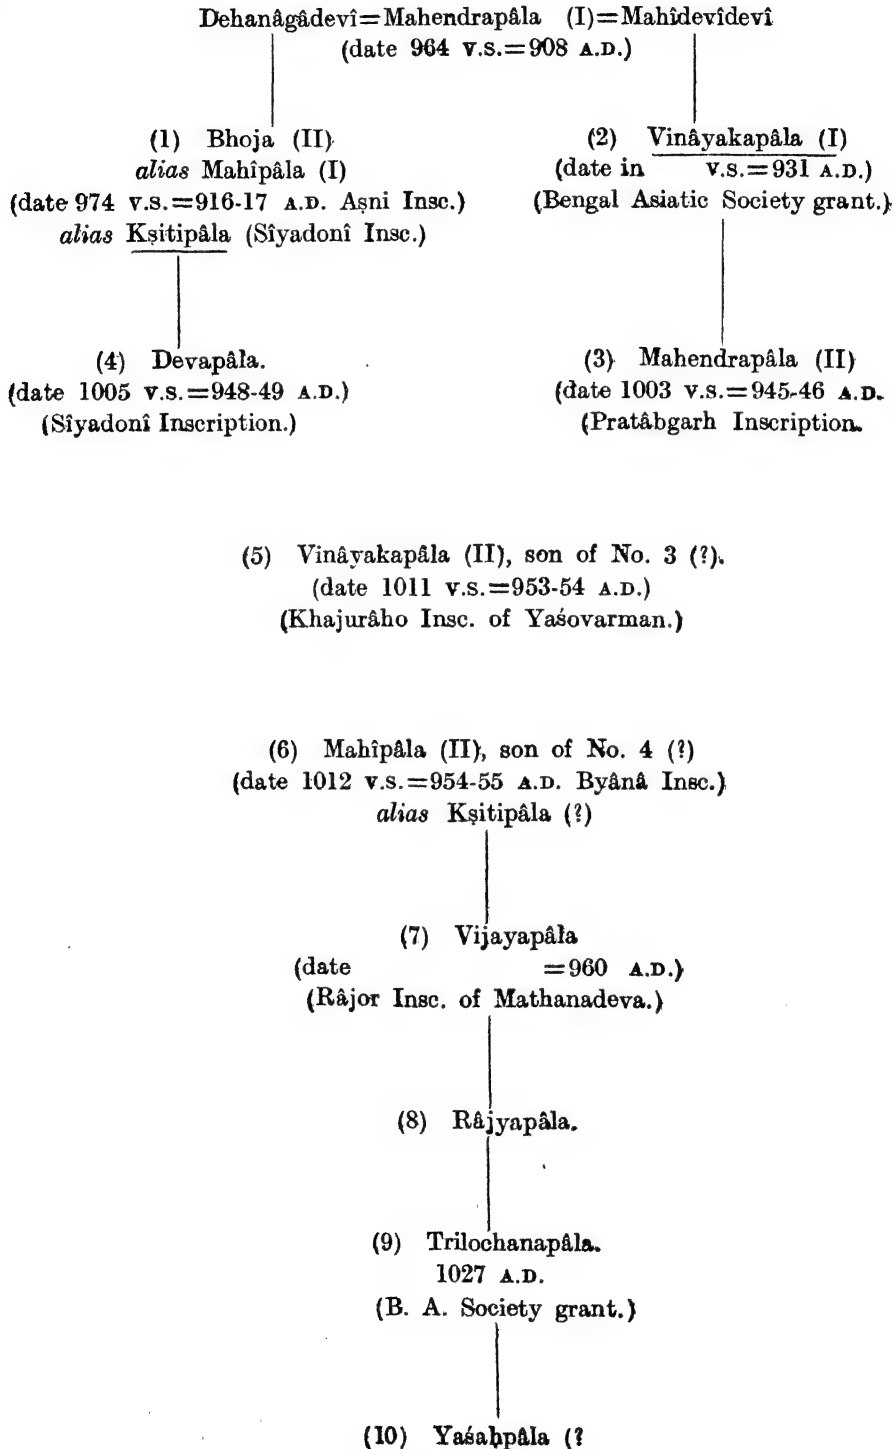 Dehanâgâdevî=Mahendrapâla (I)=Mahîdevîdevî
(date 964 V.S.=908 A.D.)
(1) Bhoja (II)
alias Mahîpâla (I)
(date 974 V.S.=916-17 A.D. Aṣni Insc.)
alias Kṣitipâla (Sîyadonî Insc.)
(2) Vinâyakapâla (I)
(date in V.S.=931 A.D.)
(Bengal Asiatic Society grant.)
(4) Devapâla.
(date 1005 V.S.=948-49 A.D.)
(Sîyadonî Inscription.)
(3) Mahendrapâla (II)
(date 1003 V.S.=945-46 A.D.
(Pratâbgarh Inscription.
(5) Vinâyakapâla (II), son of No. 3 (?).
(date 1011 V.S.=953-54 A.D.)
(Khajurâho Insc. of Yaśovarman.)
(6) Mahîpâla (II), son of No. 4 (?)
(date 1012 V.S.=954-55 A.D. Byânâ Insc.)
alias Kṣitipâla (?)
(7) Vijayapâla
(date =960 A.D.)
(Râjor Insc. of Mathanadeva.)
(8) Râjyapâla.
(9) Trilochanapâla.
1027 A.D.
(B. A. Society grant.)
(10) Yaśaḥpâla (?